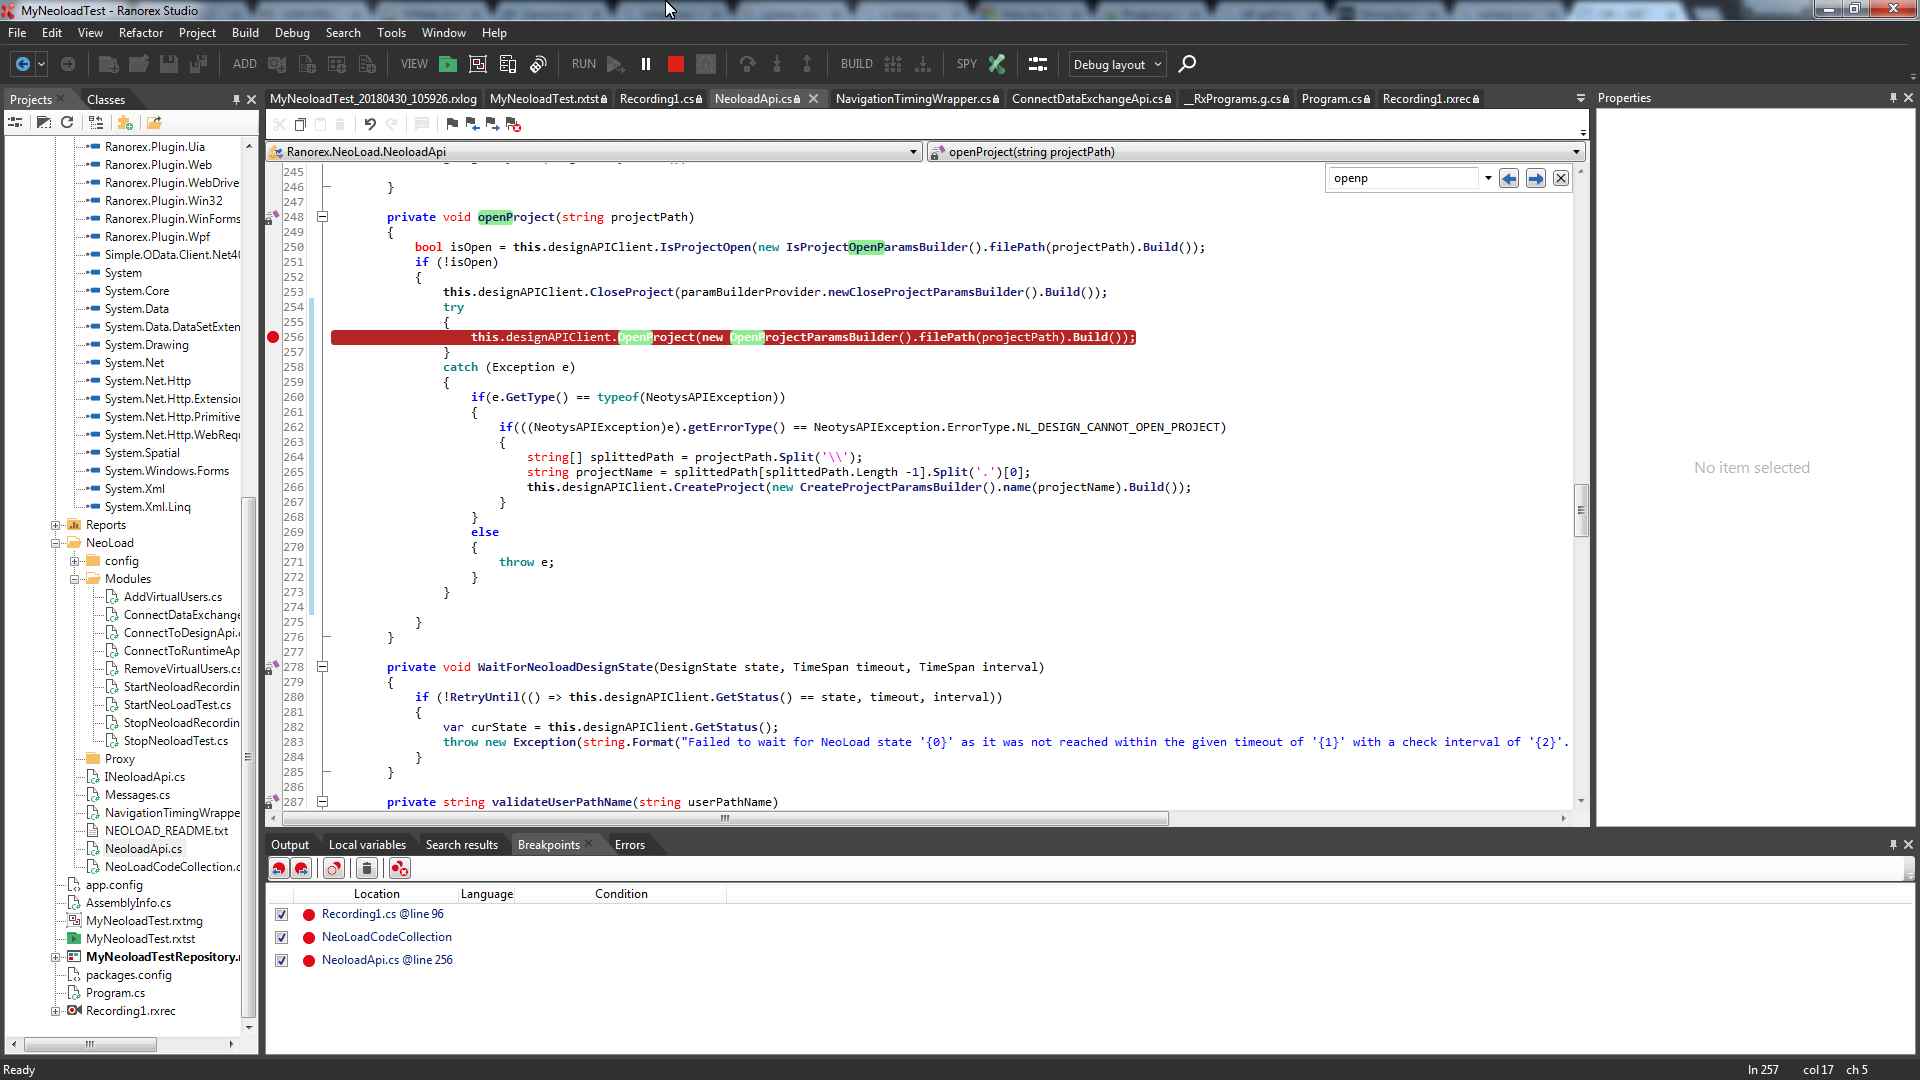 MyNeoloadTest - Ranorex Studio
File Edit View Refactor Project Build Debug Search Tools Window Help
ADD VIEW RUN BUILD SPY Debug layout
Projects Classes
MyNeoloadTest_20180430_105926.rxlog MyNeoloadTest.rxtst Recording1.cs NeoloadApi.cs NavigationTimingWrapper.cs ConnectDataExchangeApi.cs __RxPrograms.g.cs Program.cs Recording1.rxrec
Properties
Ranorex.NeoLoad.NeoloadApi
openProject(string projectPath)
openp
No item selected
Ranorex.Plugin.Uia
Ranorex.Plugin.Web
Ranorex.Plugin.WebDrive
Ranorex.Plugin.Win32
Ranorex.Plugin.WinForms
Ranorex.Plugin.Wpf
Simple.OData.Client.Net40
System
System.Core
System.Data
System.Data.DataSetExten
System.Drawing
System.Net
System.Net.Http
System.Net.Http.Extension
System.Net.Http.Primitive
System.Net.Http.WebRequ
System.Spatial
System.Windows.Forms
System.Xml
System.Xml.Linq
Reports
NeoLoad
config
Modules
AddVirtualUsers.cs
ConnectDataExchange
ConnectToDesignApi.c
ConnectToRuntimeAp
RemoveVirtualUsers.cs
StartNeoloadRecordin
StartNeoLoadTest.cs
StopNeoloadRecordin
StopNeoloadTest.cs
Proxy
INeoloadApi.cs
Messages.cs
NavigationTimingWrappe
NEOLOAD_README.txt
NeoloadApi.cs
NeoLoadCodeCollection.c
app.config
AssemblyInfo.cs
MyNeoloadTest.rxtmg
MyNeoloadTest.rxtst
MyNeoloadTestRepository.r
packages.config
Program.cs
Recording1.rxrec
245
246 }
247
248 private void openProject(string projectPath)
249 {
250 bool isOpen = this.designAPIClient.IsProjectOpen(new IsProjectOpenParamsBuilder().filePath(projectPath).Build());
251 if (!isOpen)
252 {
253 this.designAPIClient.CloseProject(paramBuilderProvider.newCloseProjectParamsBuilder().Build());
254 try
255 {
256 this.designAPIClient.OpenProject(new OpenProjectParamsBuilder().filePath(projectPath).Build());
257 }
258 catch (Exception e)
259 {
260 if(e.GetType() == typeof(NeotysAPIException))
261 {
262 if(((NeotysAPIException)e).getErrorType() == NeotysAPIException.ErrorType.NL_DESIGN_CANNOT_OPEN_PROJECT)
263 {
264 string[] splittedPath = projectPath.Split('\\');
265 string projectName = splittedPath[splittedPath.Length -1].Split('.')[0];
266 this.designAPIClient.CreateProject(new CreateProjectParamsBuilder().name(projectName).Build());
267 }
268 }
269 else
270 {
271 throw e;
272 }
273 }
274
275 }
276 }
277
278 private void WaitForNeoloadDesignState(DesignState state, TimeSpan timeout, TimeSpan interval)
279 {
280 if (!RetryUntil(() => this.designAPIClient.GetStatus() == state, timeout, interval))
281 {
282 var curState = this.designAPIClient.GetStatus();
283 throw new Exception(string.Format("Failed to wait for NeoLoad state '{0}' as it was not reached within the given timeout of '{1}' with a check interval of '{2}'.
284 }
285 }
286
287 private string validateUserPathName(string userPathName)
Output Local variables Search results Breakpoints Errors
Location Language Condition
Recording1.cs @line 96
NeoLoadCodeCollection
NeoloadApi.cs @line 256
Ready
ln 257 col 17 ch 5